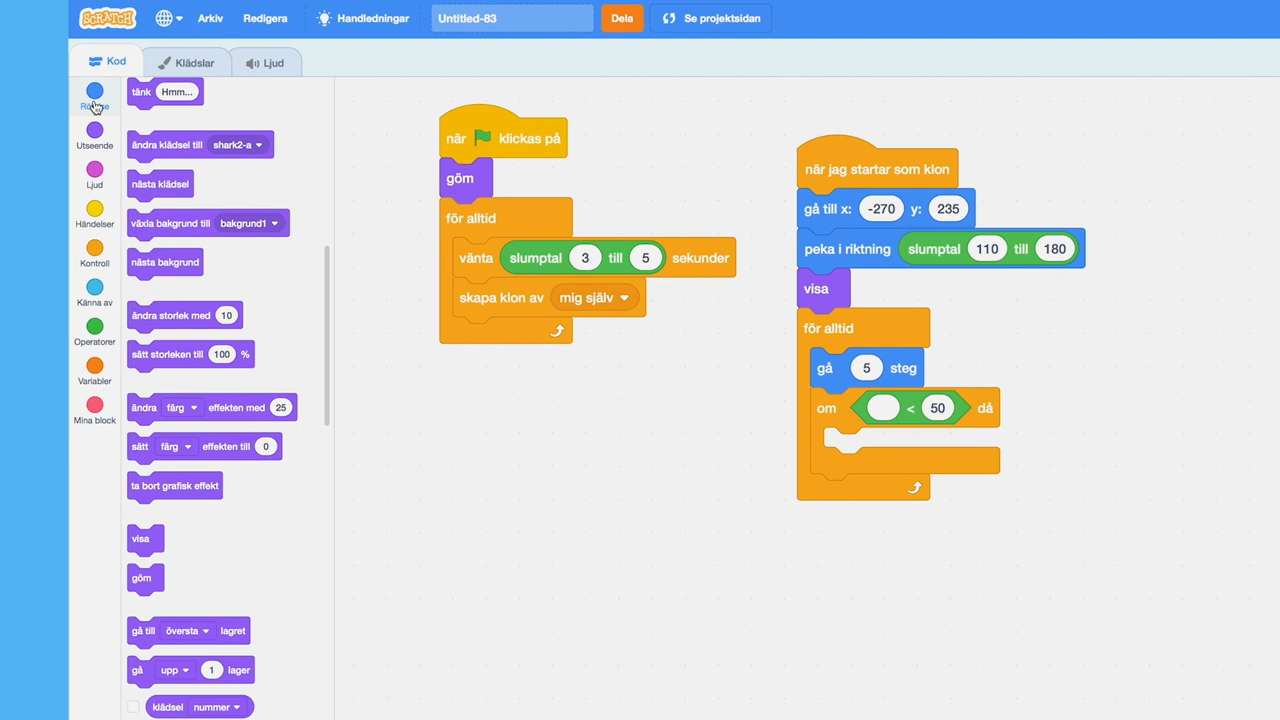 SCRATCH
Arkiv
Redigera
Handledningar
Untitled-83
Dela
Se projektsidan
Kod
Klädslar
Ljud
Utseende
Ljud
Händelser
Kontroll
Känna av
Operatorer
Variabler
Mina block
tänk Hmm...
ändra klädsel till shark2-a
nästa klädsel
växla bakgrund till bakgrund1
nästa bakgrund
ändra storlek med 10
sätt storleken till 100 %
ändra färg effekten med 25
sätt färg effekten till 0
ta bort grafisk effekt
visa
göm
gå till översta lagret
gå upp 1 lager
klädsel nummer
när klickas på
göm
för alltid
vänta slumptal 3 till 5 sekunder
skapa klon av mig själv
när jag startar som klon
gå till x: -270 y: 235
peka i riktning slumptal 110 till 180
visa
för alltid
gå 5 steg
om < 50 då